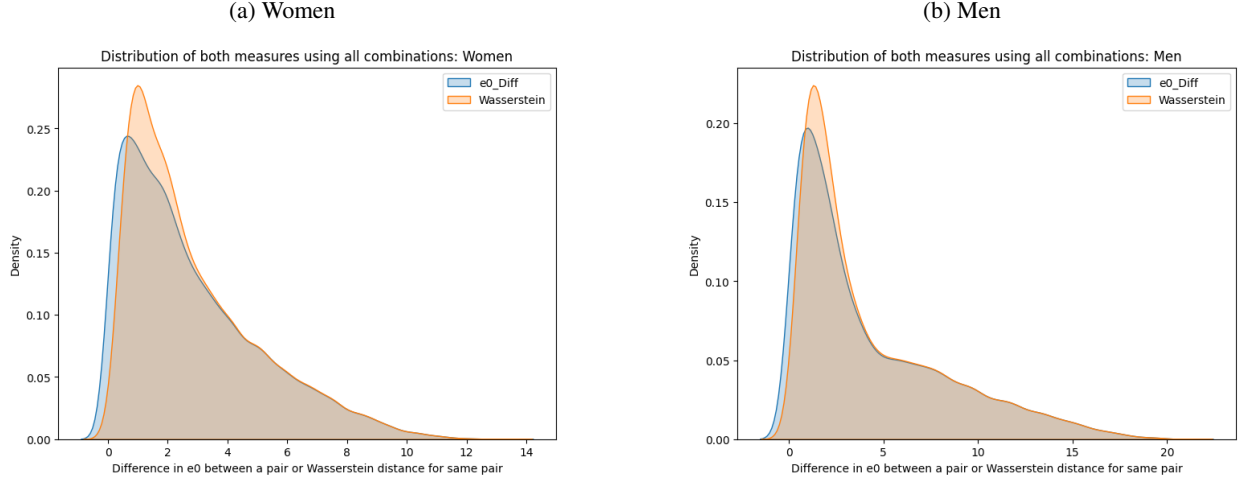 (a) Women
Distribution of both measures using all combinations: Women
e0_Diff
Wasserstein
Density
0.25
0.20
0.15
0.10
0.05
0.00
0 2 4 6 8 10 12 14
Difference in e0 between a pair or Wasserstein distance for same pair
(b) Men
Distribution of both measures using all combinations: Men
e0_Diff
Wasserstein
Density
0.20
0.15
0.10
0.05
0.00
0 5 10 15 20
Difference in e0 between a pair or Wasserstein distance for same pair